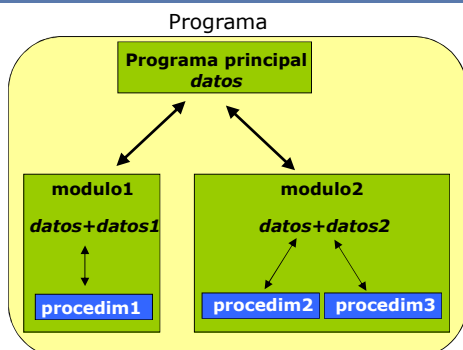 Programa
Programa principal
datos
modulo1
datos+datos1
procedim1
modulo2
datos+datos2
procedim2
procedim3